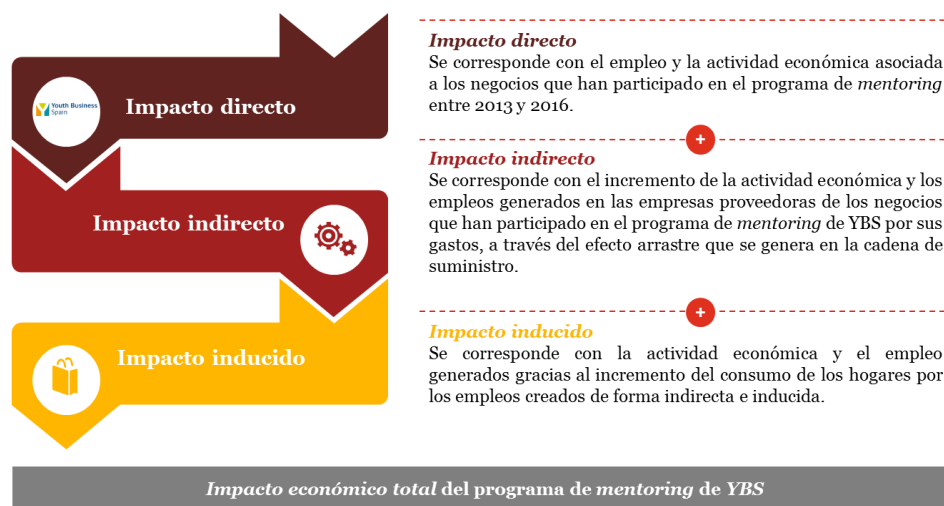 Impacto directo
Se corresponde con el empleo y la actividad económica asociada
a los negocios que han participado en el programa de mentoring
entre 2013 y 2016.
Youth Business
Spain
Impacto directo
+
Impacto indirecto
Se corresponde con el incremento de la actividad económica y los
empleos generados en las empresas proveedoras de los negocios
que han participado en el programa de mentoring de YBS por sus
gastos, a través del efecto arrastre que se genera en la cadena de
suministro.
Impacto indirecto
+
Impacto inducido
Se corresponde con la actividad económica y el empleo
generados gracias al incremento del consumo de los hogares por
los empleos creados de forma indirecta e inducida.
Impacto inducido
Impacto económico total del programa de mentoring de YBS